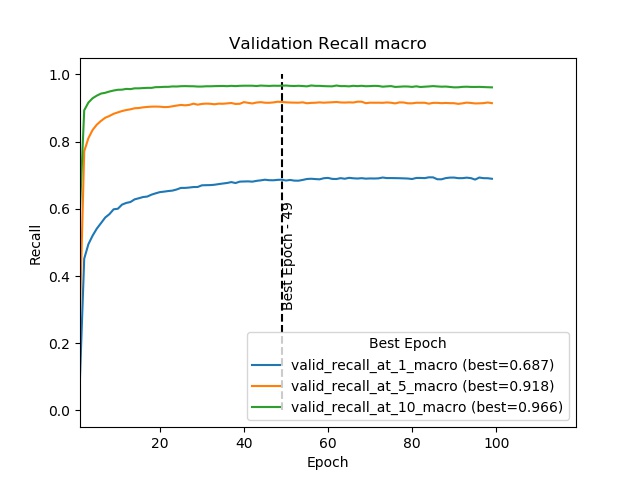 Validation Recall macro
Recall
1.0
0.8
0.6
0.4
0.2
0.0
Best Epoch - 49
Best Epoch
valid_recall_at_1_macro (best=0.687)
valid_recall_at_5_macro (best=0.918)
valid_recall_at_10_macro (best=0.966)
20 40 60 80 100
Epoch